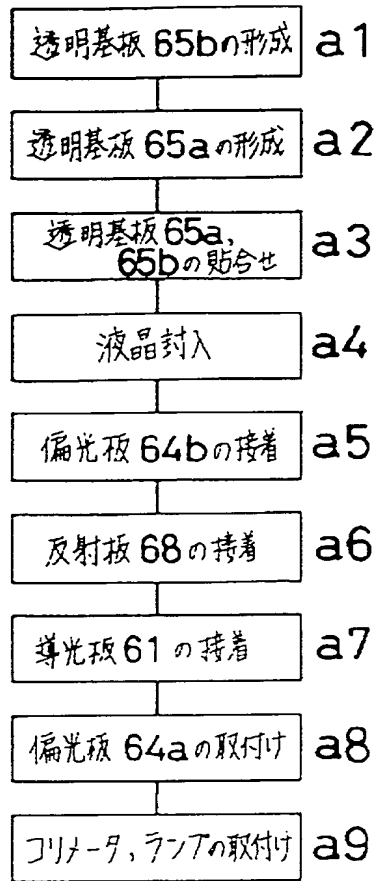 透明基板65bの形成 a1
透明基板65aの形成 a2
透明基板65a,
65bの貼合せ a3
液晶封入 a4
偏光板64bの接着 a5
反射板68の接着 a6
導光板61の接着 a7
偏光板64aの取付け a8
コリメータ,ランプの取付け a9